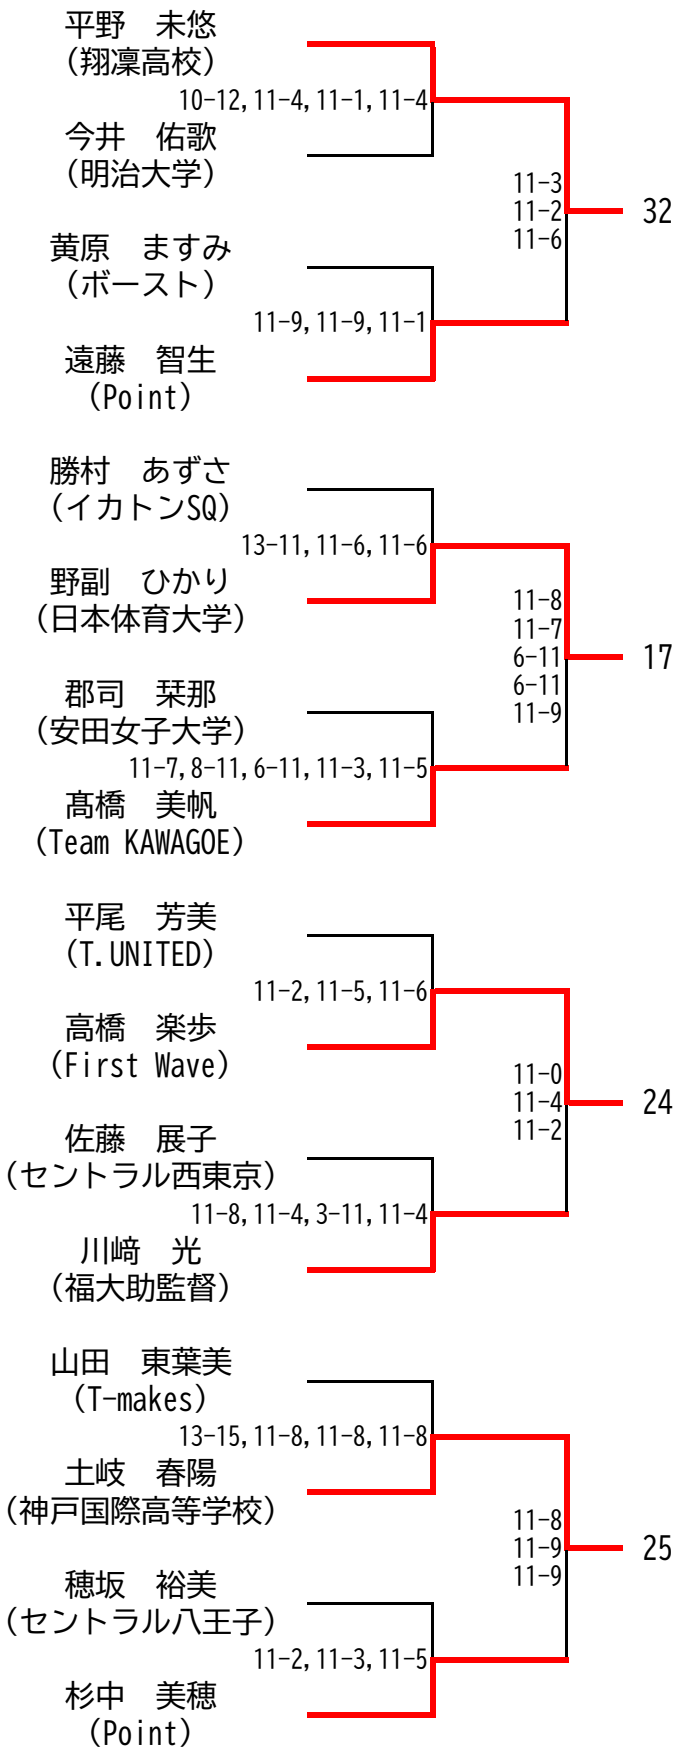 平野　未悠
(翔凜高校)
10-12, 11-4, 11-1, 11-4
今井　佑歌
(明治大学)
11-3
11-2
11-6
32
黄原　ますみ
(ボースト)
11-9, 11-9, 11-1
遠藤　智生
(Point)
勝村　あずさ
(イカトンSQ)
13-11, 11-6, 11-6
野副　ひかり
(日本体育大学)
11-8
11-7
6-11
6-11
11-9
17
郡司　栞那
(安田女子大学)
11-7, 8-11, 6-11, 11-3, 11-5
髙橋　美帆
(Team KAWAGOE)
平尾　芳美
(T.UNITED)
11-2, 11-5, 11-6
高橋　楽歩
(First Wave)
11-0
11-4
11-2
24
佐藤　展子
(セントラル西東京)
11-8, 11-4, 3-11, 11-4
川﨑　光
(福大助監督)
山田　東葉美
(T-makes)
13-15, 11-8, 11-8, 11-8
土岐　春陽
(神戸国際高等学校)
11-8
11-9
11-9
25
穂坂　裕美
(セントラル八王子)
11-2, 11-3, 11-5
杉中　美穂
(Point)